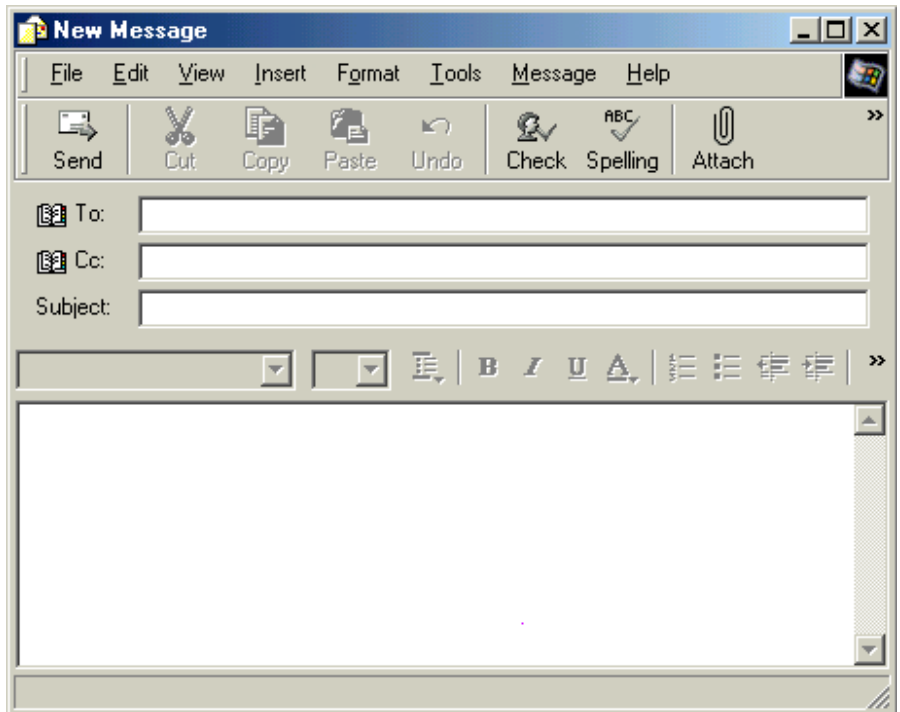 New Message
File Edit View Insert Format Tools Message Help
ABC
Send Cut Copy Paste Undo Check Spelling Attach »
To:
Cc:
Subject:
B I U A »